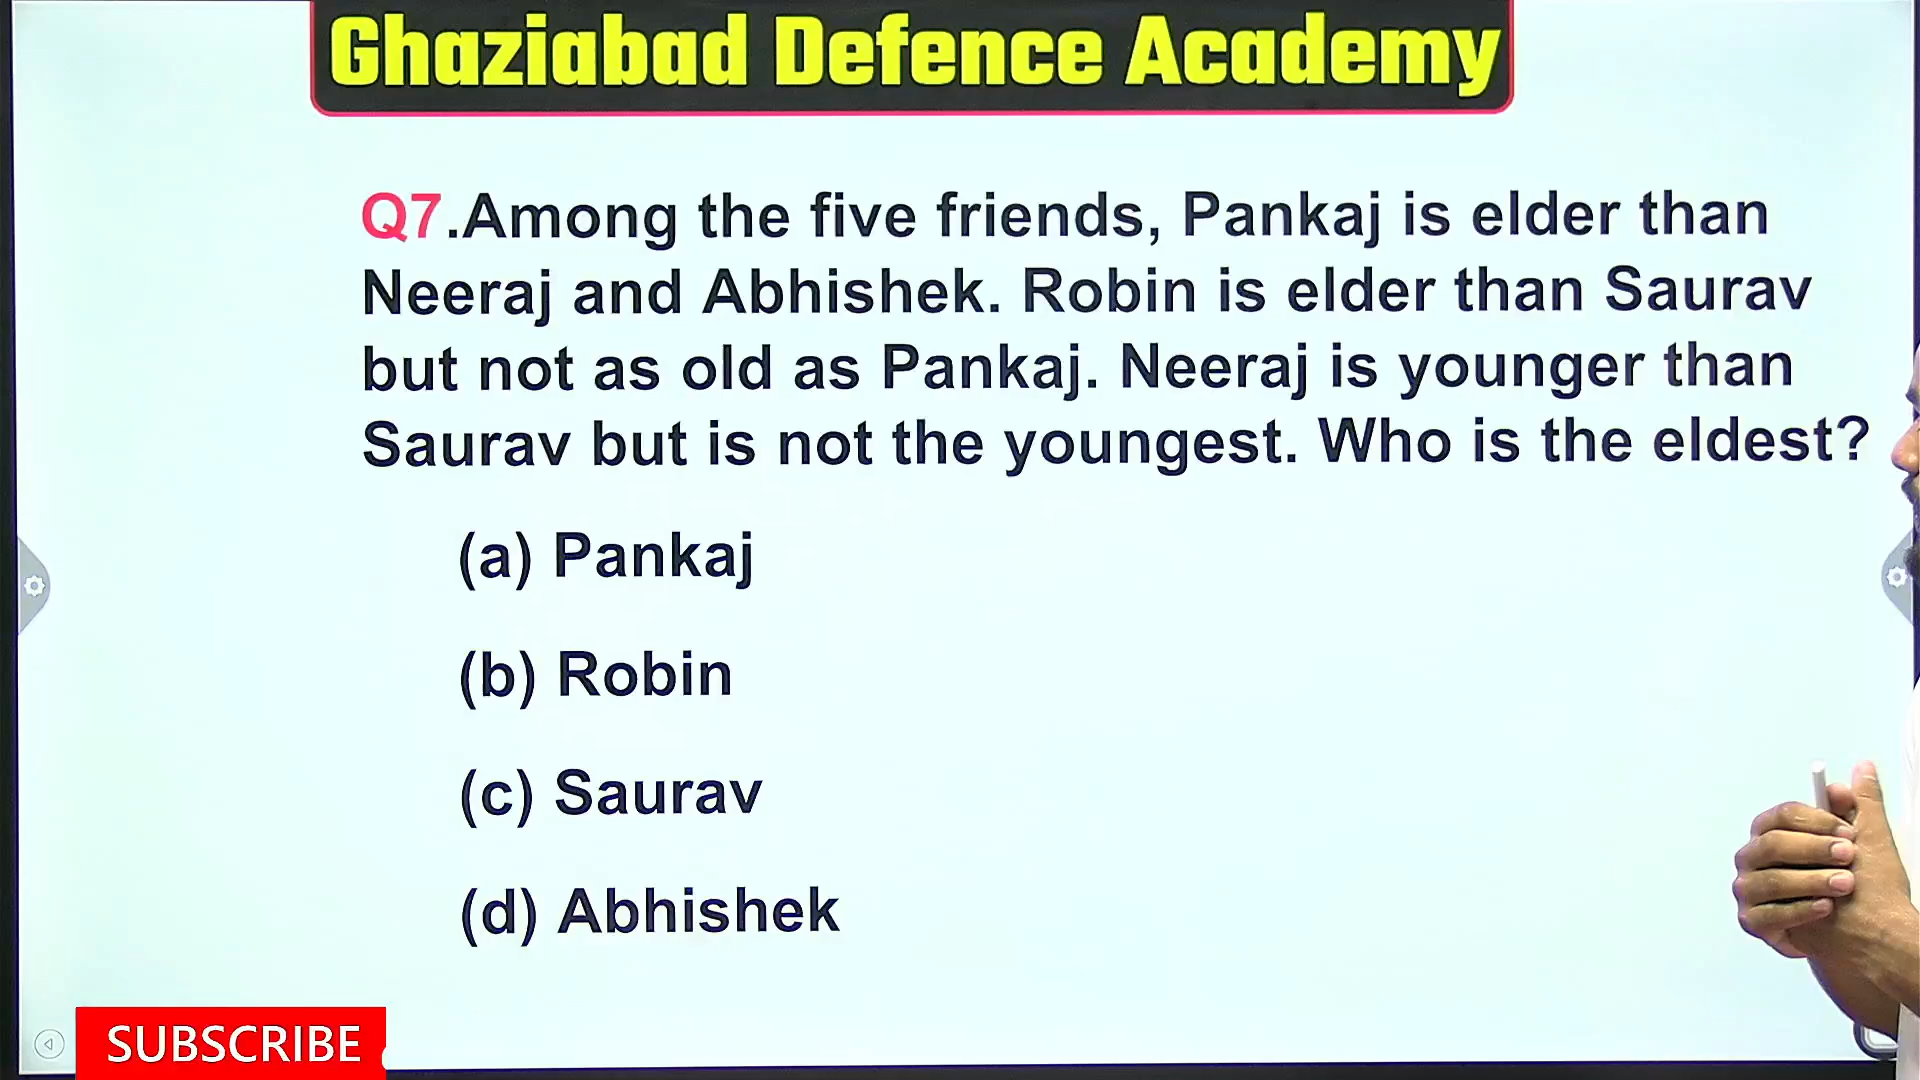 Ghaziabad Defence Academy
Q7.Among the five friends, Pankaj is elder than
Neeraj and Abhishek. Robin is elder than Saurav
but not as old as Pankaj. Neeraj is younger than
Saurav but is not the youngest. Who is the eldest?
(a) Pankaj
(b) Robin
(c) Saurav
(d) Abhishek
SUBSCRIBE